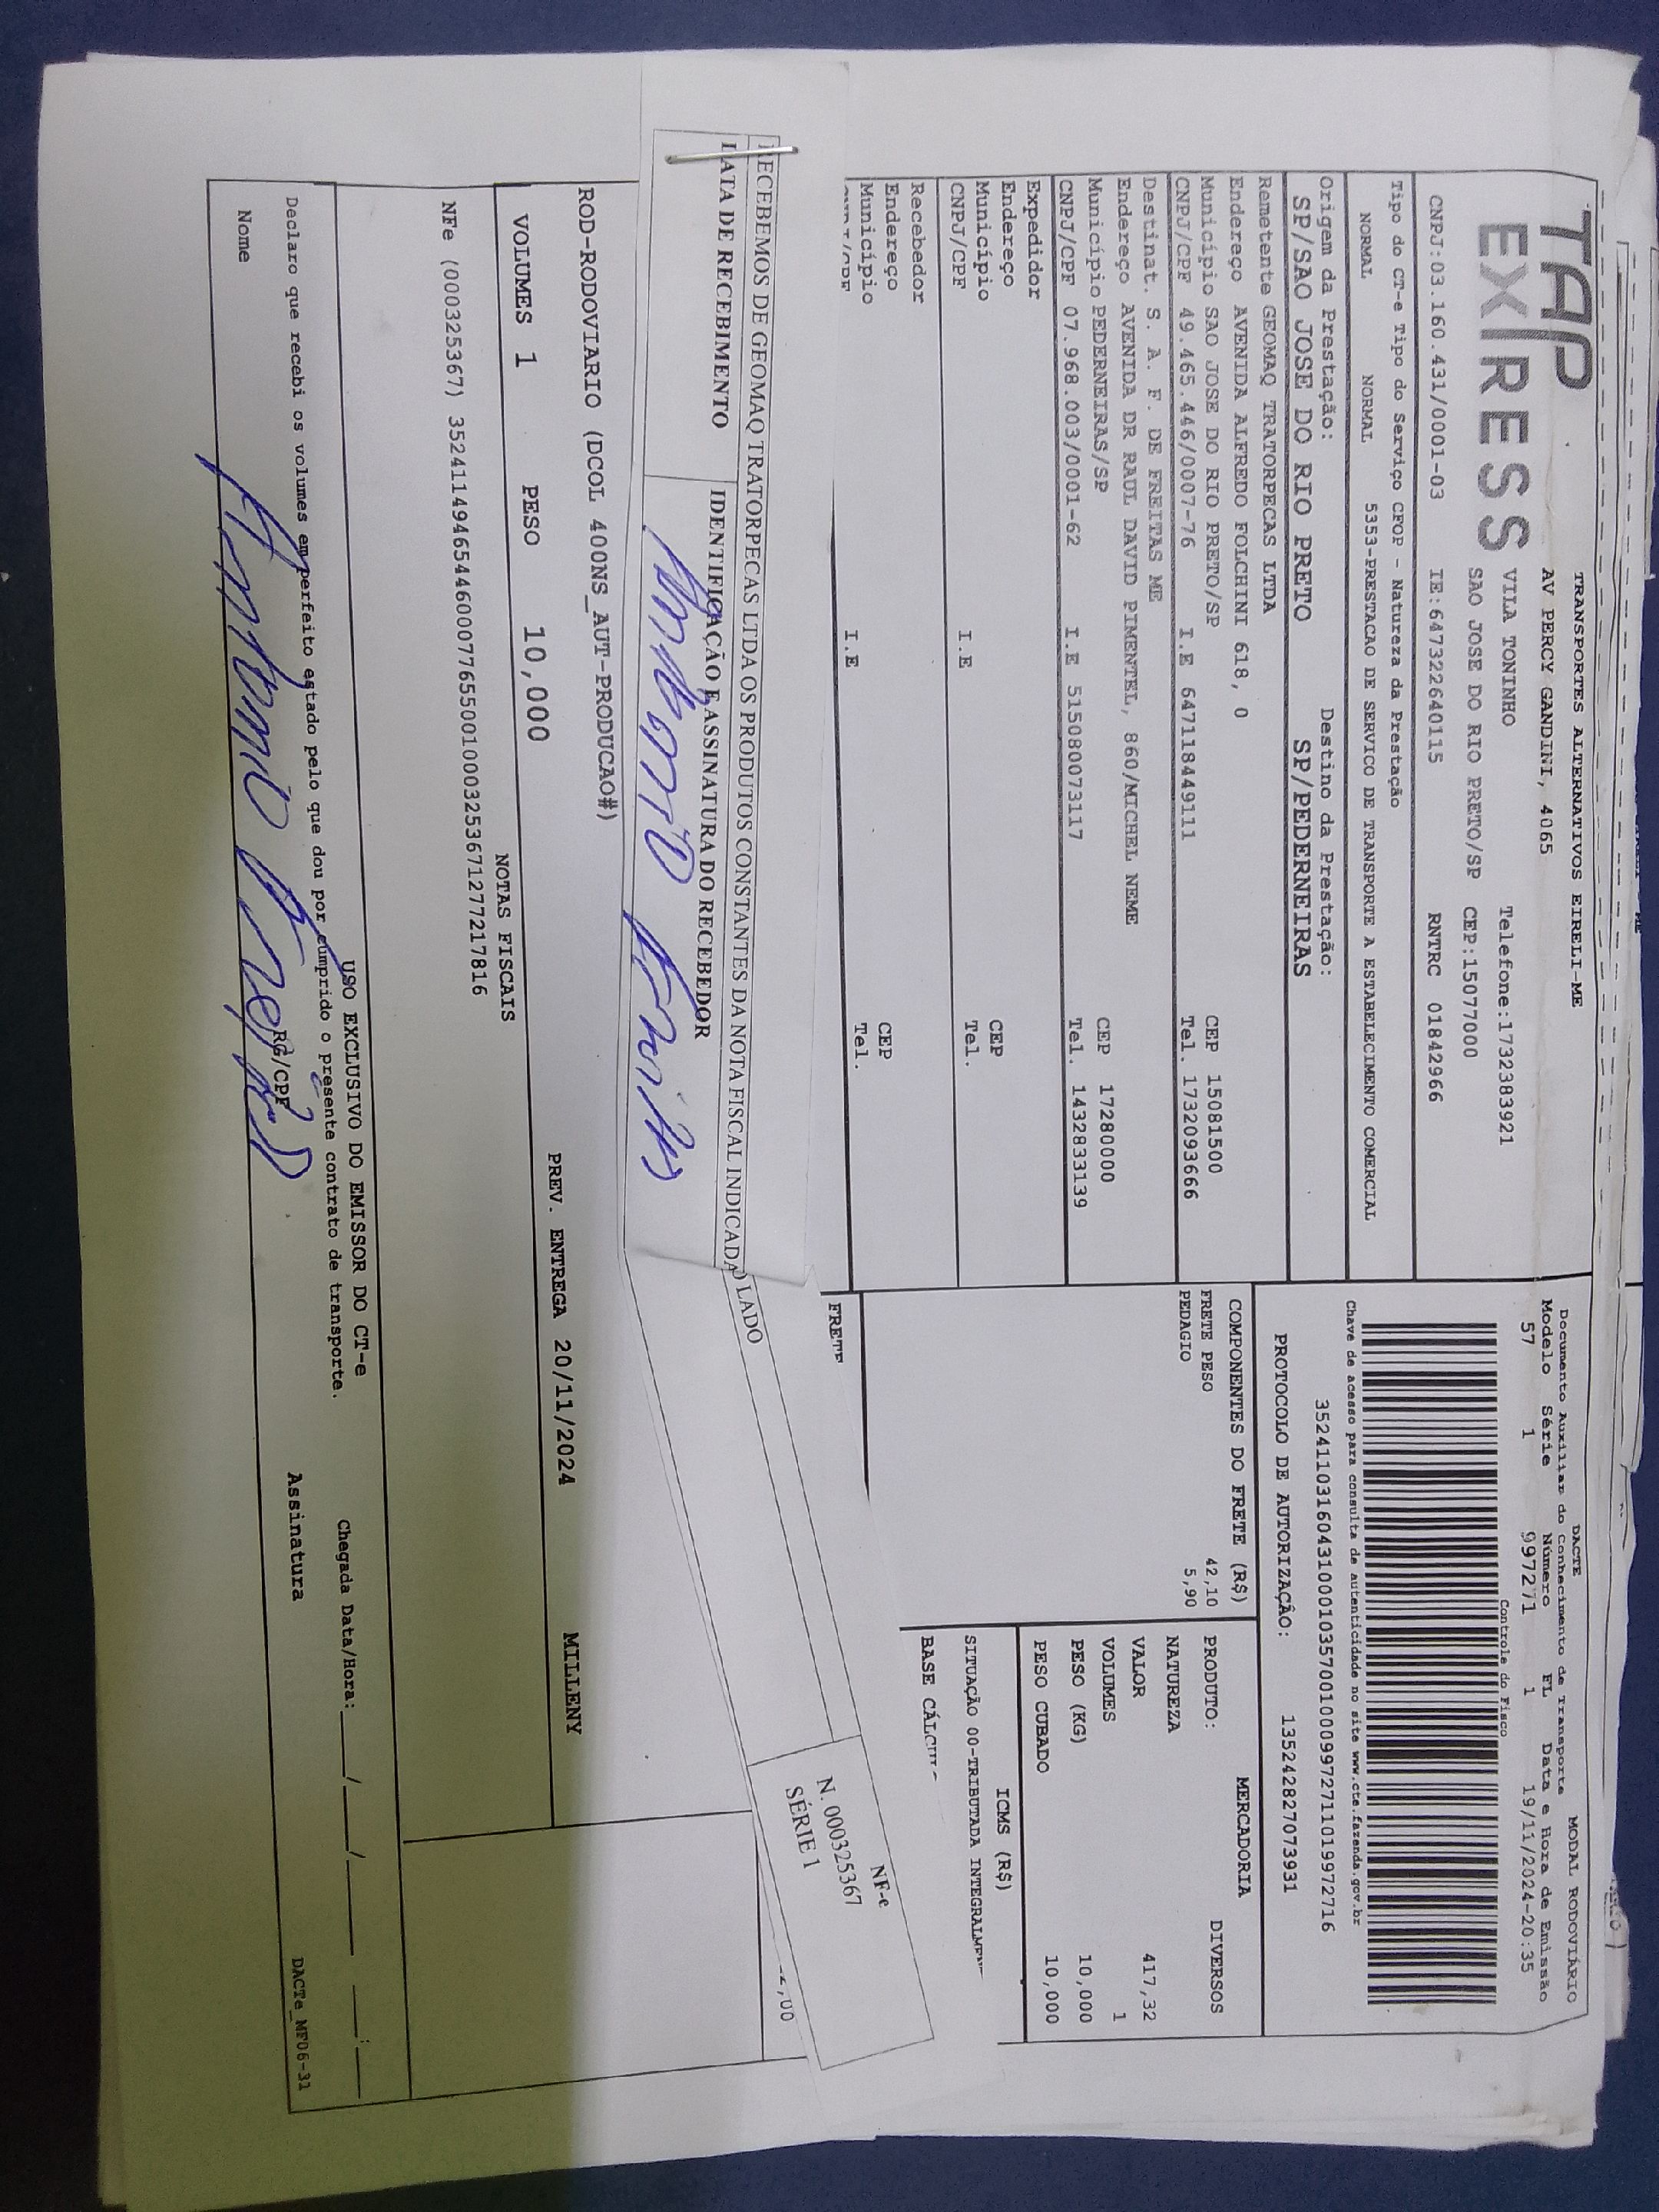 TAP
EXPRESS
TRANSPORTES ALTERNATIVOS EIRELI-ME
AV PERCY GANDINI, 4065
VILA TONINHO Telefone:1732383921
SAO JOSE DO RIO PRETO/SP CEP:15077000
CNPJ:03.160.431/0001-03 IE:647322640115 RNTRC 01842966
Tipo do CT-e Tipo do Serviço CFOP - Natureza da Prestação
NORMAL NORMAL 5353-PRESTACAO DE SERVICO DE TRANSPORTE A ESTABELECIMENTO COMERCIAL
Origem da Prestação: Destino da Prestação:
SP/SAO JOSE DO RIO PRETO SP/PEDERNEIRAS
Remetente GEOMAQ TRATORPECAS LTDA
Endereço AVENIDA ALFREDO FOLCHINI 618, 0
Município SAO JOSE DO RIO PRETO/SP CEP 15081500
CNPJ/CPF 49.465.446/0007-76 I.E 647118449111 Tel. 1732093666
Destinat. S. A. F. DE FREITAS ME
Endereço AVENIDA DR RAUL DAVID PIMENTEL, 860/MICHEL NEME
Município PEDERNEIRAS/SP CEP 17280000
CNPJ/CPF 07.968.003/0001-62 I.E 515080073117 Tel. 1432833139
Expedidor
Endereço
Município CEP
CNPJ/CPF I.E Tel.
Recebedor
Endereço CEP
Município Tel.
CNPJ/CPF I.E
DACTE MODAL RODOVIÁRIO
Documento Auxiliar do Conhecimento de Transporte
Modelo Série Número FL Data e Hora de Emissão
57 1 997271 1 19/11/2024-20:35
Controle do Fisco
Chave de acesso para consulta de autenticidade no site www.cte.fazenda.gov.br
35241103160431000103570010009972711019972716
PROTOCOLO DE AUTORIZAÇÃO: 135242827073931
COMPONENTES DO FRETE (R$)
FRETE PESO 42,10
PEDAGIO 5,90
MERCADORIA
PRODUTO: DIVERSOS
NATUREZA
VALOR 417,32
VOLUMES 1
PESO (KG) 10,000
PESO CUBADO 10,000
ICMS (R$)
SITUAÇÃO 00-TRIBUTADA INTEGRALMEN
BASE CÁLCU
FRETE
RECEBEMOS DE GEOMAQ TRATORPECAS LTDA OS PRODUTOS CONSTANTES DA NOTA FISCAL INDICADA O LADO
DATA DE RECEBIMENTO IDENTIFICAÇÃO E ASSINATURA DO RECEBEDOR
NF-e
N. 000325367
SÉRIE 1
,00
ROD-RODOVIARIO (DCOL 400NS_AUT-PRODUCAO#)
VOLUMES 1 PESO 10,000 PREV. ENTREGA 20/11/2024 MILLENY
NOTAS FISCAIS
NFe (000325367) 35241149465446000776550010003253671277217816
USO EXCLUSIVO DO EMISSOR DO CT-e
Declaro que recebi os volumes em perfeito estado pelo que dou por cumprido o presente contrato de transporte. Chegada Data/Hora: ____/____/____ ___:___
Nome RG/CPF Assinatura
Antonio
DACTe_MF06-31